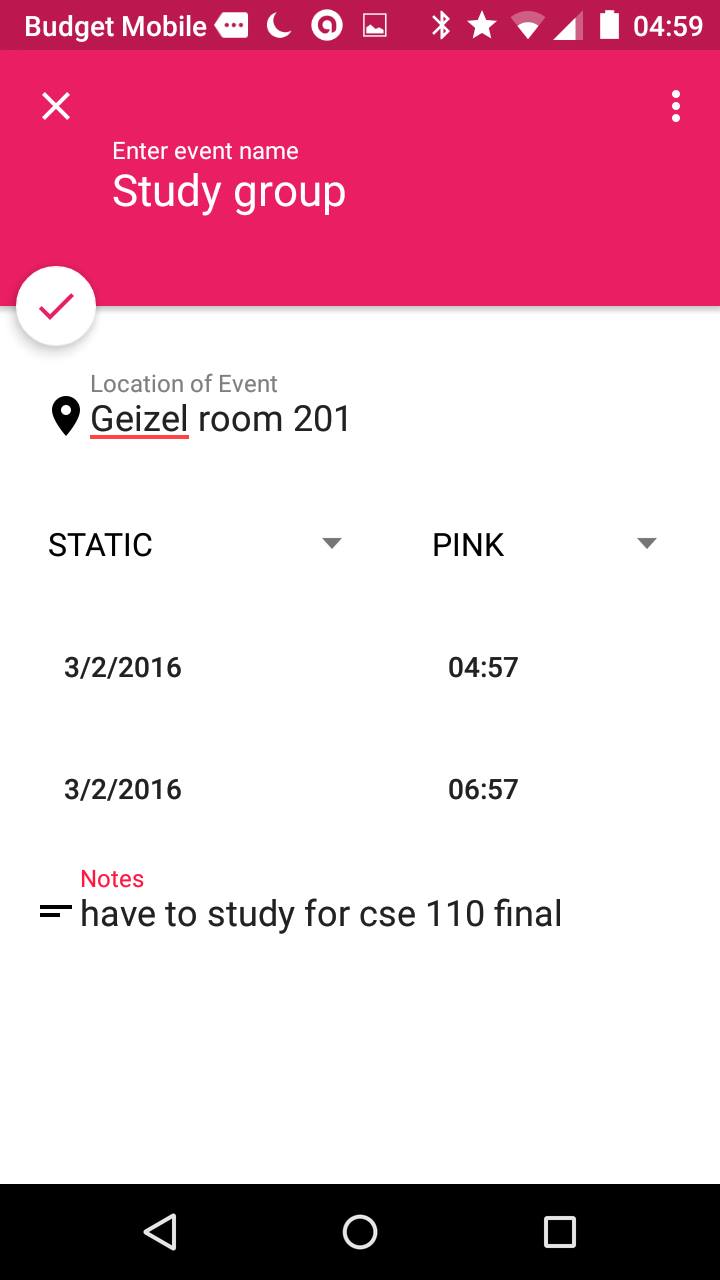 Budget Mobile 04:59
Enter event name
Study group
Location of Event
Geizel room 201
STATIC PINK
3/2/2016 04:57
3/2/2016 06:57
Notes
have to study for cse 110 final